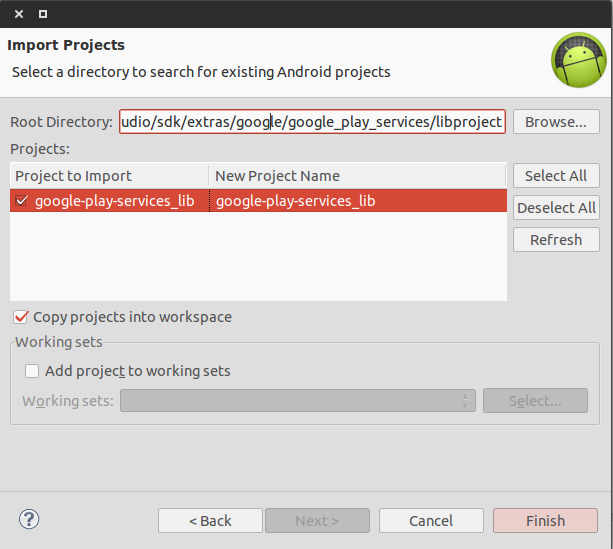 Import Projects
Select a directory to search for existing Android projects
Root Directory: udio/sdk/extras/google/google_play_services/libproject Browse...
Projects:
Project to Import New Project Name Select All
google-play-services_lib google-play-services_lib Deselect All
Refresh
Copy projects into workspace
Working sets
Add project to working sets
Working sets: Select...
? < Back Next > Cancel Finish